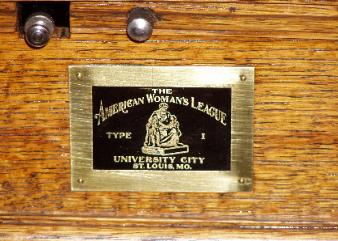 THE
AMERICAN WOMAN'S LEAGUE
TYPE I
UNIVERSITY CITY
ST. LOUIS, MO.